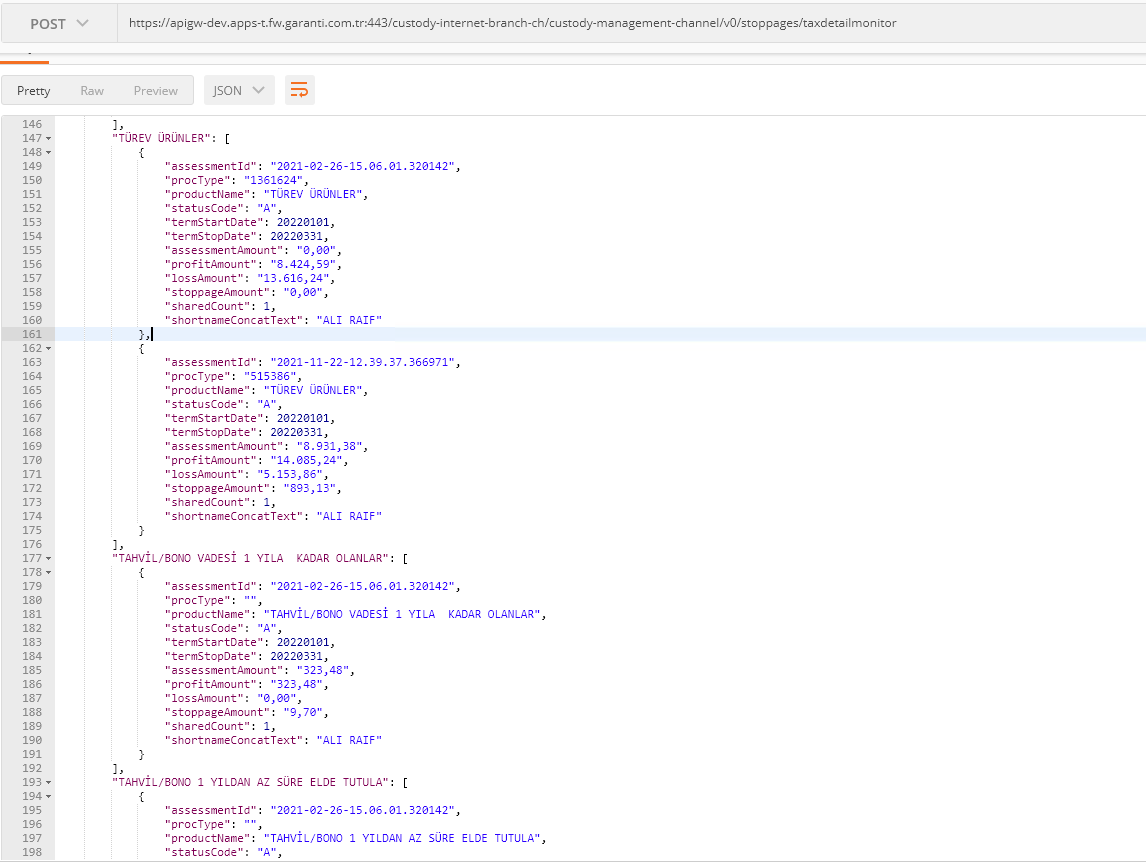 POST https://apigw-dev.apps-t.fw.garanti.com.tr:443/custody-internet-branch-ch/custody-management-channel/v0/stoppages/taxdetailmonitor
Pretty Raw Preview JSON
146 ],
147 "TÜREV ÜRÜNLER": [
148 {
149 "assessmentId": "2021-02-26-15.06.01.320142",
150 "procType": "1361624",
151 "productName": "TÜREV ÜRÜNLER",
152 "statusCode": "A",
153 "termStartDate": 20220101,
154 "termStopDate": 20220331,
155 "assessmentAmount": "0,00",
156 "profitAmount": "8.424,59",
157 "lossAmount": "13.616,24",
158 "stoppageAmount": "0,00",
159 "sharedCount": 1,
160 "shortnameConcatText": "ALI RAIF"
161 },
162 {
163 "assessmentId": "2021-11-22-12.39.37.366971",
164 "procType": "515386",
165 "productName": "TÜREV ÜRÜNLER",
166 "statusCode": "A",
167 "termStartDate": 20220101,
168 "termStopDate": 20220331,
169 "assessmentAmount": "8.931,38",
170 "profitAmount": "14.085,24",
171 "lossAmount": "5.153,86",
172 "stoppageAmount": "893,13",
173 "sharedCount": 1,
174 "shortnameConcatText": "ALI RAIF"
175 }
176 ],
177 "TAHVİL/BONO VADESİ 1 YILA  KADAR OLANLAR": [
178 {
179 "assessmentId": "2021-02-26-15.06.01.320142",
180 "procType": "",
181 "productName": "TAHVİL/BONO VADESİ 1 YILA  KADAR OLANLAR",
182 "statusCode": "A",
183 "termStartDate": 20220101,
184 "termStopDate": 20220331,
185 "assessmentAmount": "323,48",
186 "profitAmount": "323,48",
187 "lossAmount": "0,00",
188 "stoppageAmount": "9,70",
189 "sharedCount": 1,
190 "shortnameConcatText": "ALI RAIF"
191 }
192 ],
193 "TAHVİL/BONO 1 YILDAN AZ SÜRE ELDE TUTULA": [
194 {
195 "assessmentId": "2021-02-26-15.06.01.320142",
196 "procType": "",
197 "productName": "TAHVİL/BONO 1 YILDAN AZ SÜRE ELDE TUTULA",
198 "statusCode": "A",